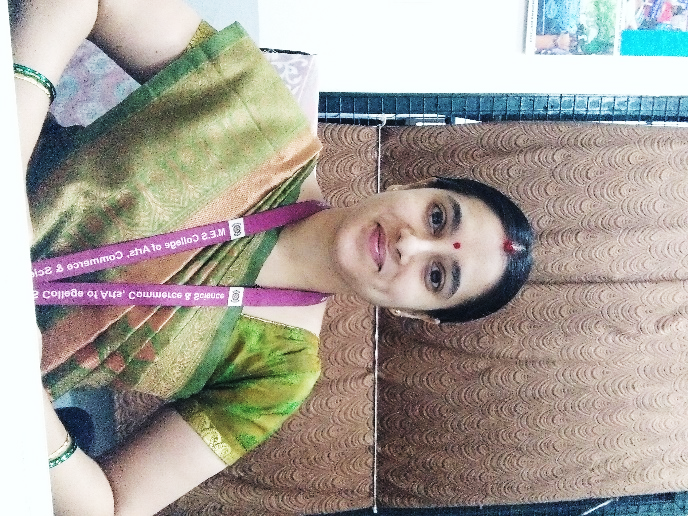 M.E.S College of Arts, Commerce & Sci
S College of Arts, Commerce & Science